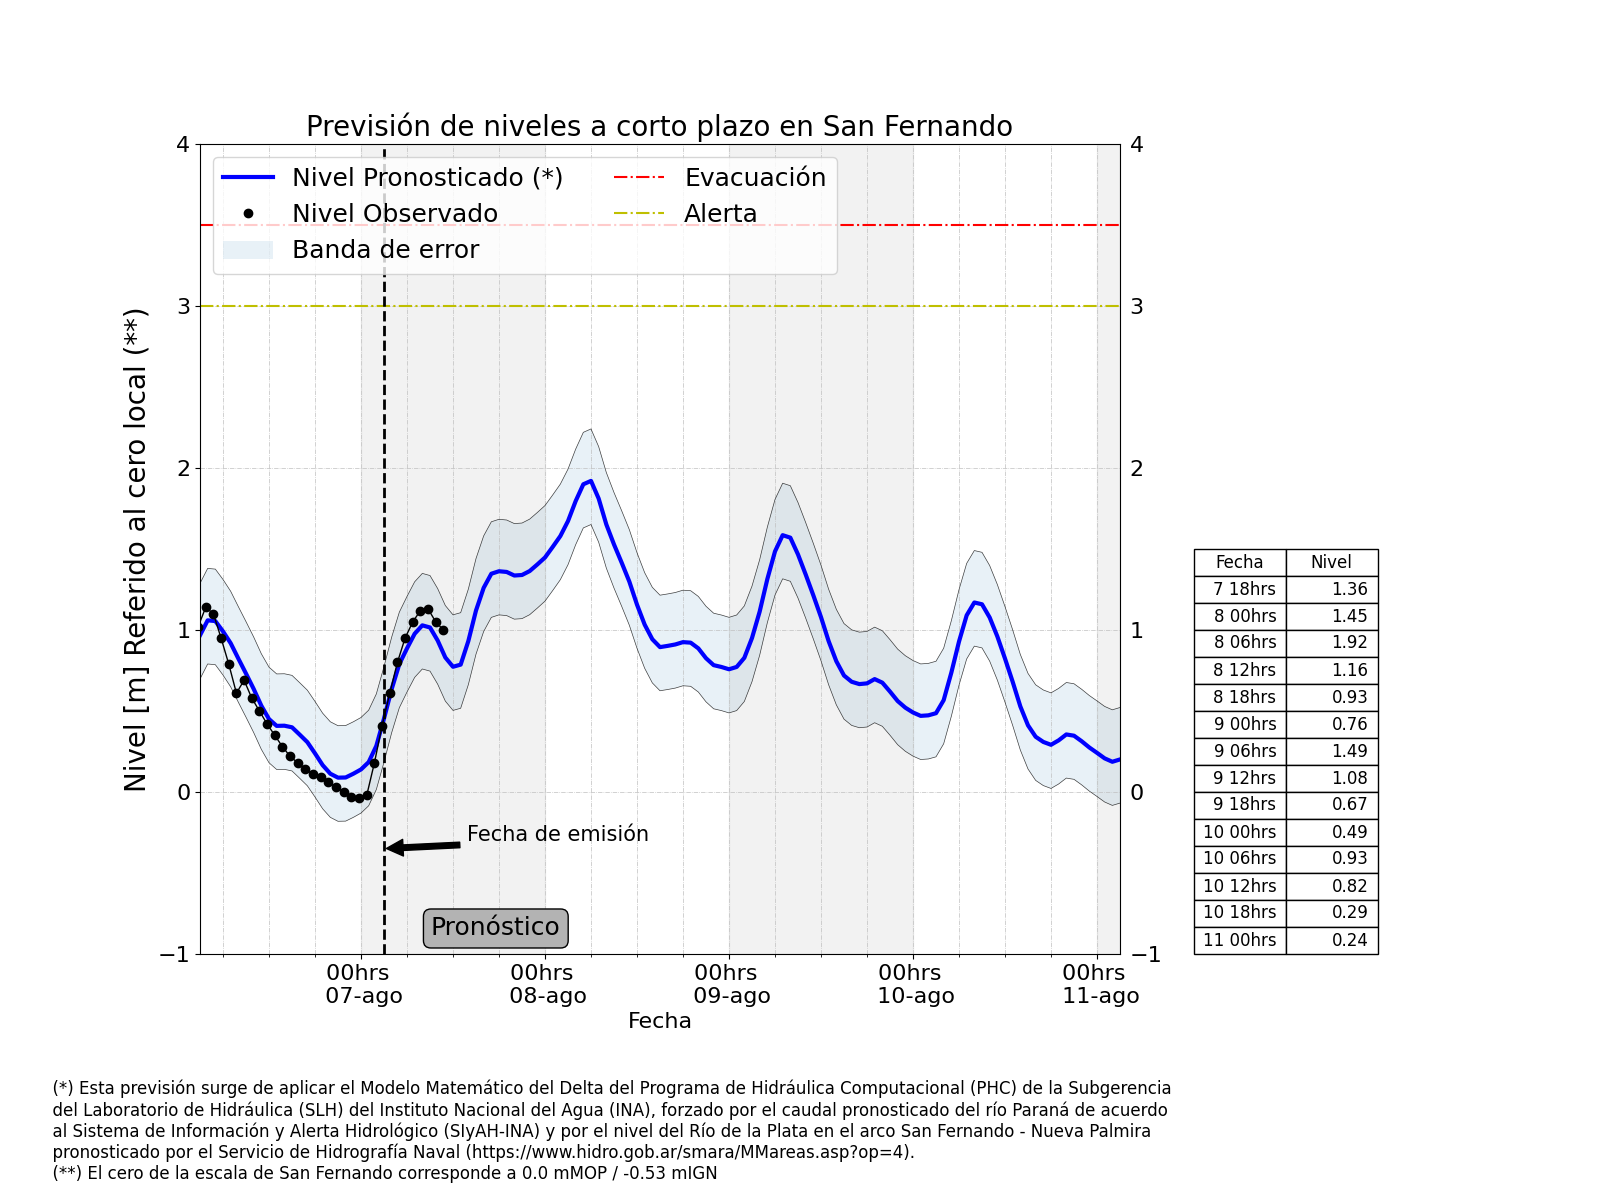 Previsión de niveles a corto plazo en San Fernando
Nivel Pronosticado (*)
Nivel Observado
Banda de error
Evacuación
Alerta
Nivel [m] Referido al cero local (**)
4
3
2
1
0
−1
4
3
2
1
0
−1
Fecha de emisión
Pronóstico
00hrs
07-ago
00hrs
08-ago
00hrs
09-ago
00hrs
10-ago
00hrs
11-ago
Fecha
Fecha Nivel
7 18hrs 1.36
8 00hrs 1.45
8 06hrs 1.92
8 12hrs 1.16
8 18hrs 0.93
9 00hrs 0.76
9 06hrs 1.49
9 12hrs 1.08
9 18hrs 0.67
10 00hrs 0.49
10 06hrs 0.93
10 12hrs 0.82
10 18hrs 0.29
11 00hrs 0.24
(*) Esta previsión surge de aplicar el Modelo Matemático del Delta del Programa de Hidráulica Computacional (PHC) de la Subgerencia
del Laboratorio de Hidráulica (SLH) del Instituto Nacional del Agua (INA), forzado por el caudal pronosticado del río Paraná de acuerdo
al Sistema de Información y Alerta Hidrológico (SIyAH-INA) y por el nivel del Río de la Plata en el arco San Fernando - Nueva Palmira
pronosticado por el Servicio de Hidrografía Naval (https://www.hidro.gob.ar/smara/MMareas.asp?op=4).
(**) El cero de la escala de San Fernando corresponde a 0.0 mMOP / -0.53 mIGN